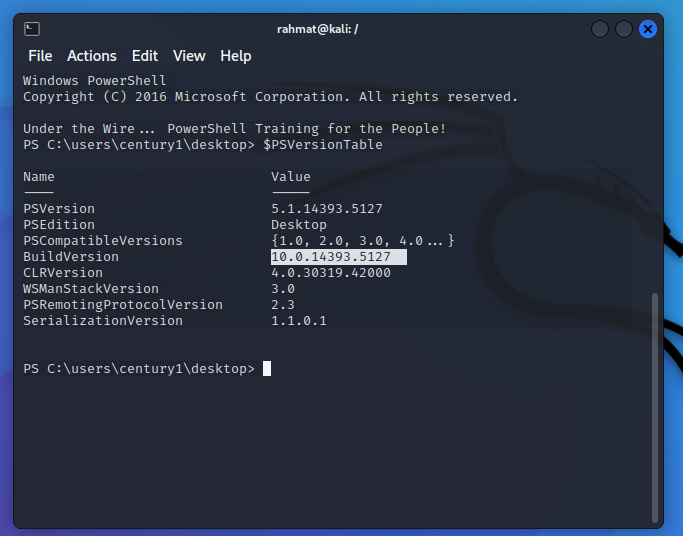 rahmat@kali: /
File Actions Edit View Help
Windows PowerShell
Copyright (C) 2016 Microsoft Corporation. All rights reserved.
Under the Wire... PowerShell Training for the People!
PS C:\users\century1\desktop> $PSVersionTable
Name Value
---- -----
PSVersion 5.1.14393.5127
PSEdition Desktop
PSCompatibleVersions {1.0, 2.0, 3.0, 4.0...}
BuildVersion 10.0.14393.5127
CLRVersion 4.0.30319.42000
WSManStackVersion 3.0
PSRemotingProtocolVersion 2.3
SerializationVersion 1.1.0.1
PS C:\users\century1\desktop>